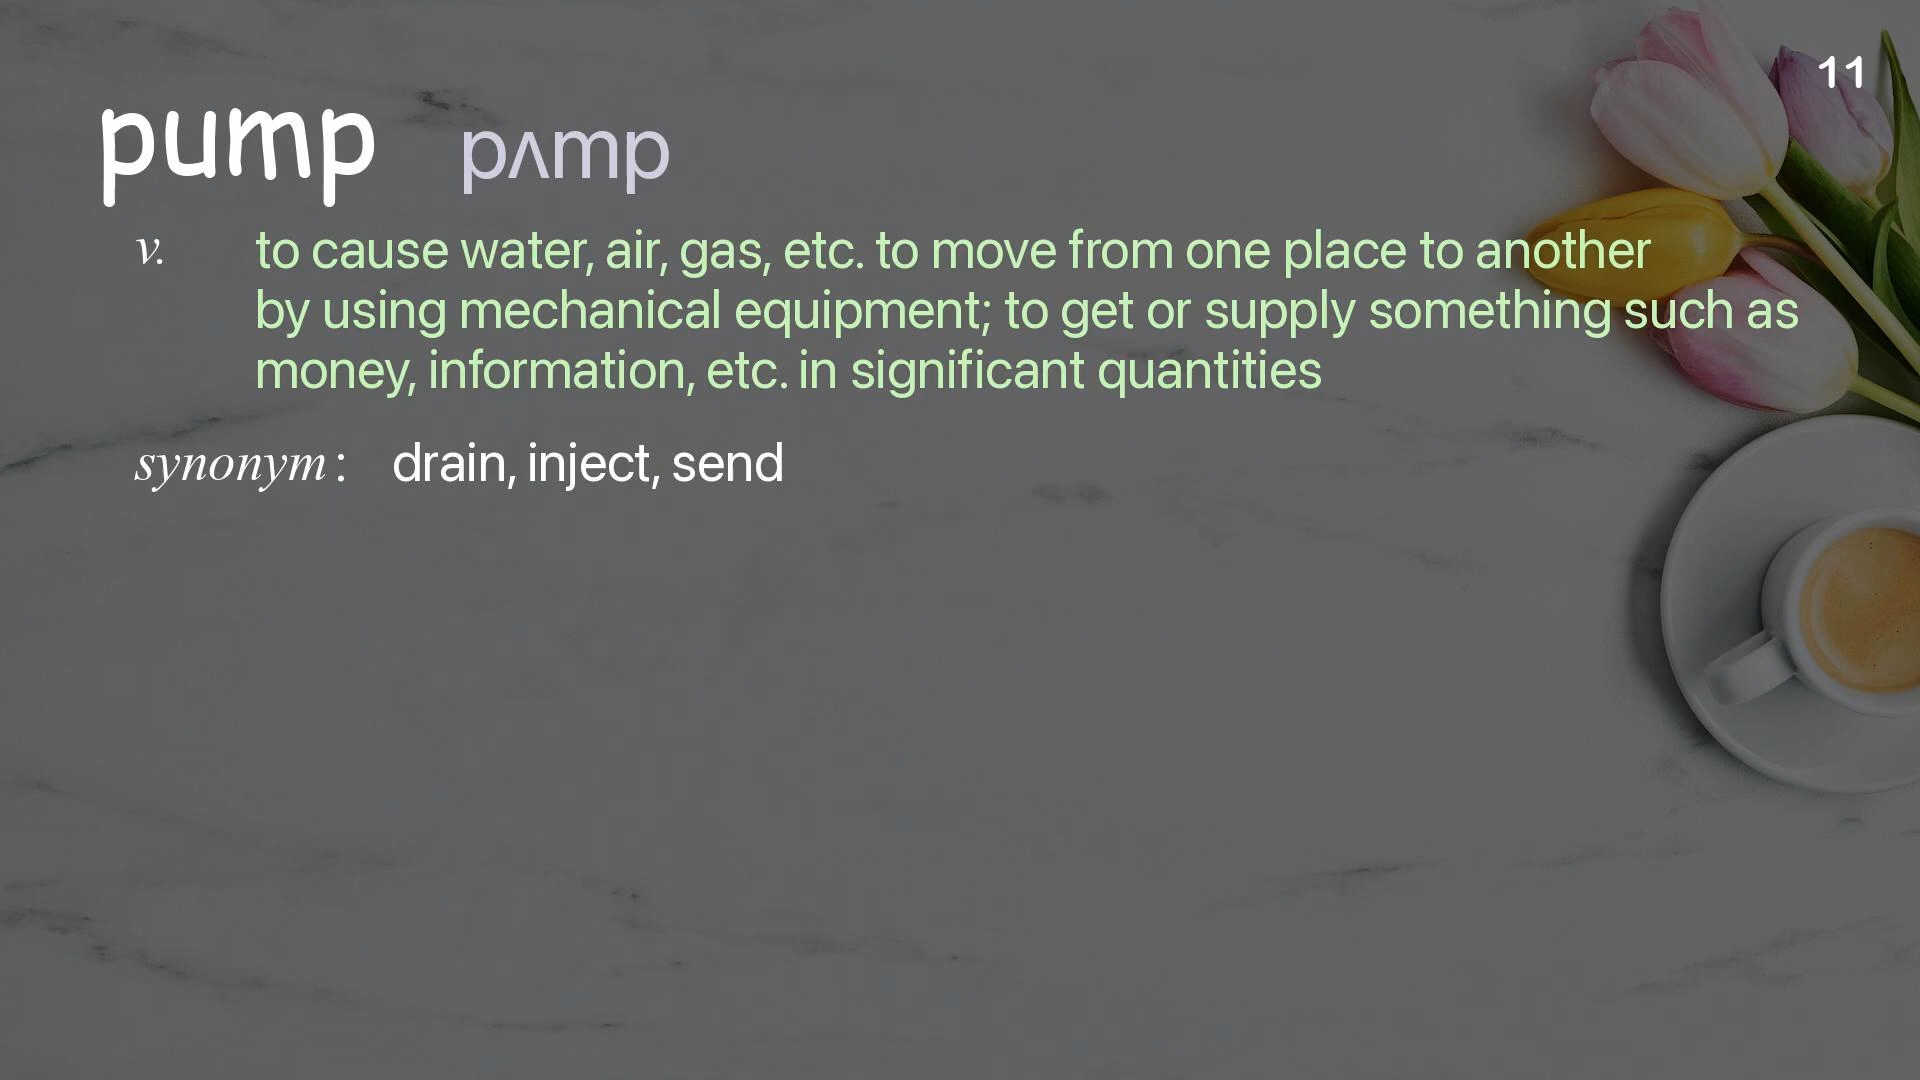 11
pump pʌmp
v. to cause water, air, gas, etc. to move from one place to another
by using mechanical equipment; to get or supply something such as
money, information, etc. in significant quantities
synonym: drain, inject, send